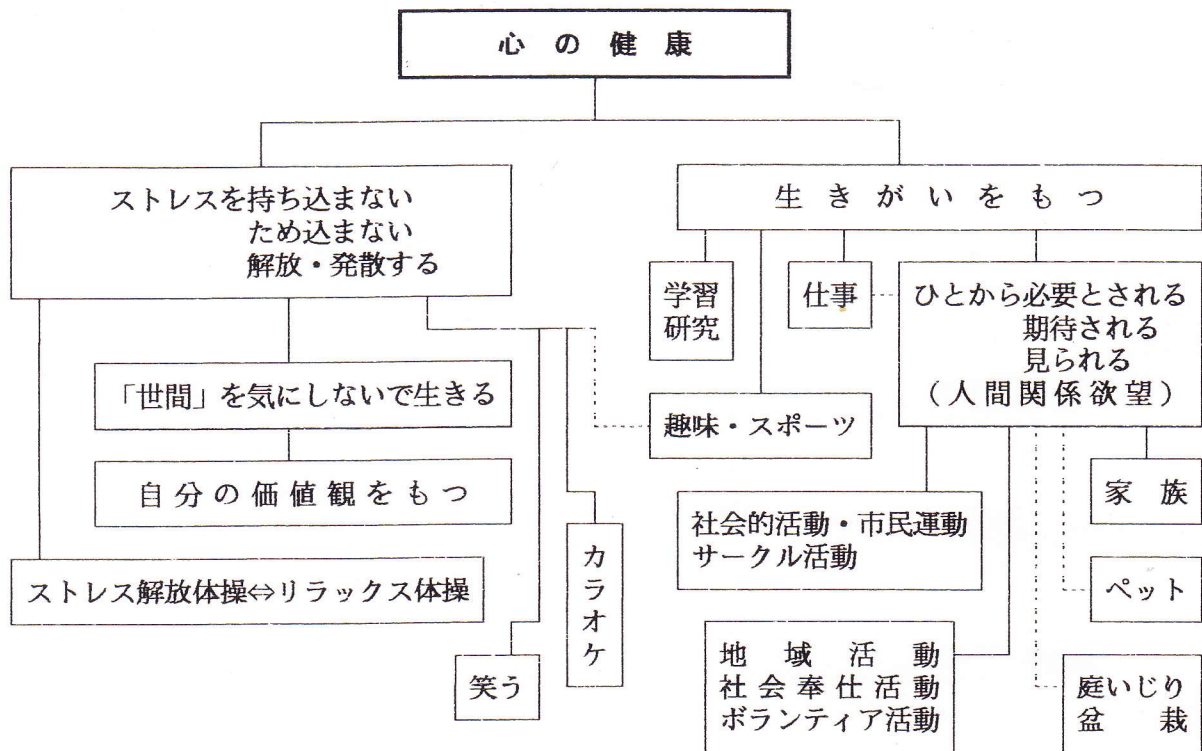 心の健康
ストレスを持ち込まない
ため込まない
解放・発散する
生きがいをもつ
学習
研究
仕事
ひとから必要とされる
期待される
見られる
(人間関係欲望)
「世間」を気にしないで生きる
趣味・スポーツ
自分の価値観をもつ
家族
社会的活動・市民運動
サークル活動
カラオケ
ストレス解放体操⇔リラックス体操
ペット
笑う
地域活動
社会奉仕活動
ボランティア活動
庭いじり
盆栽